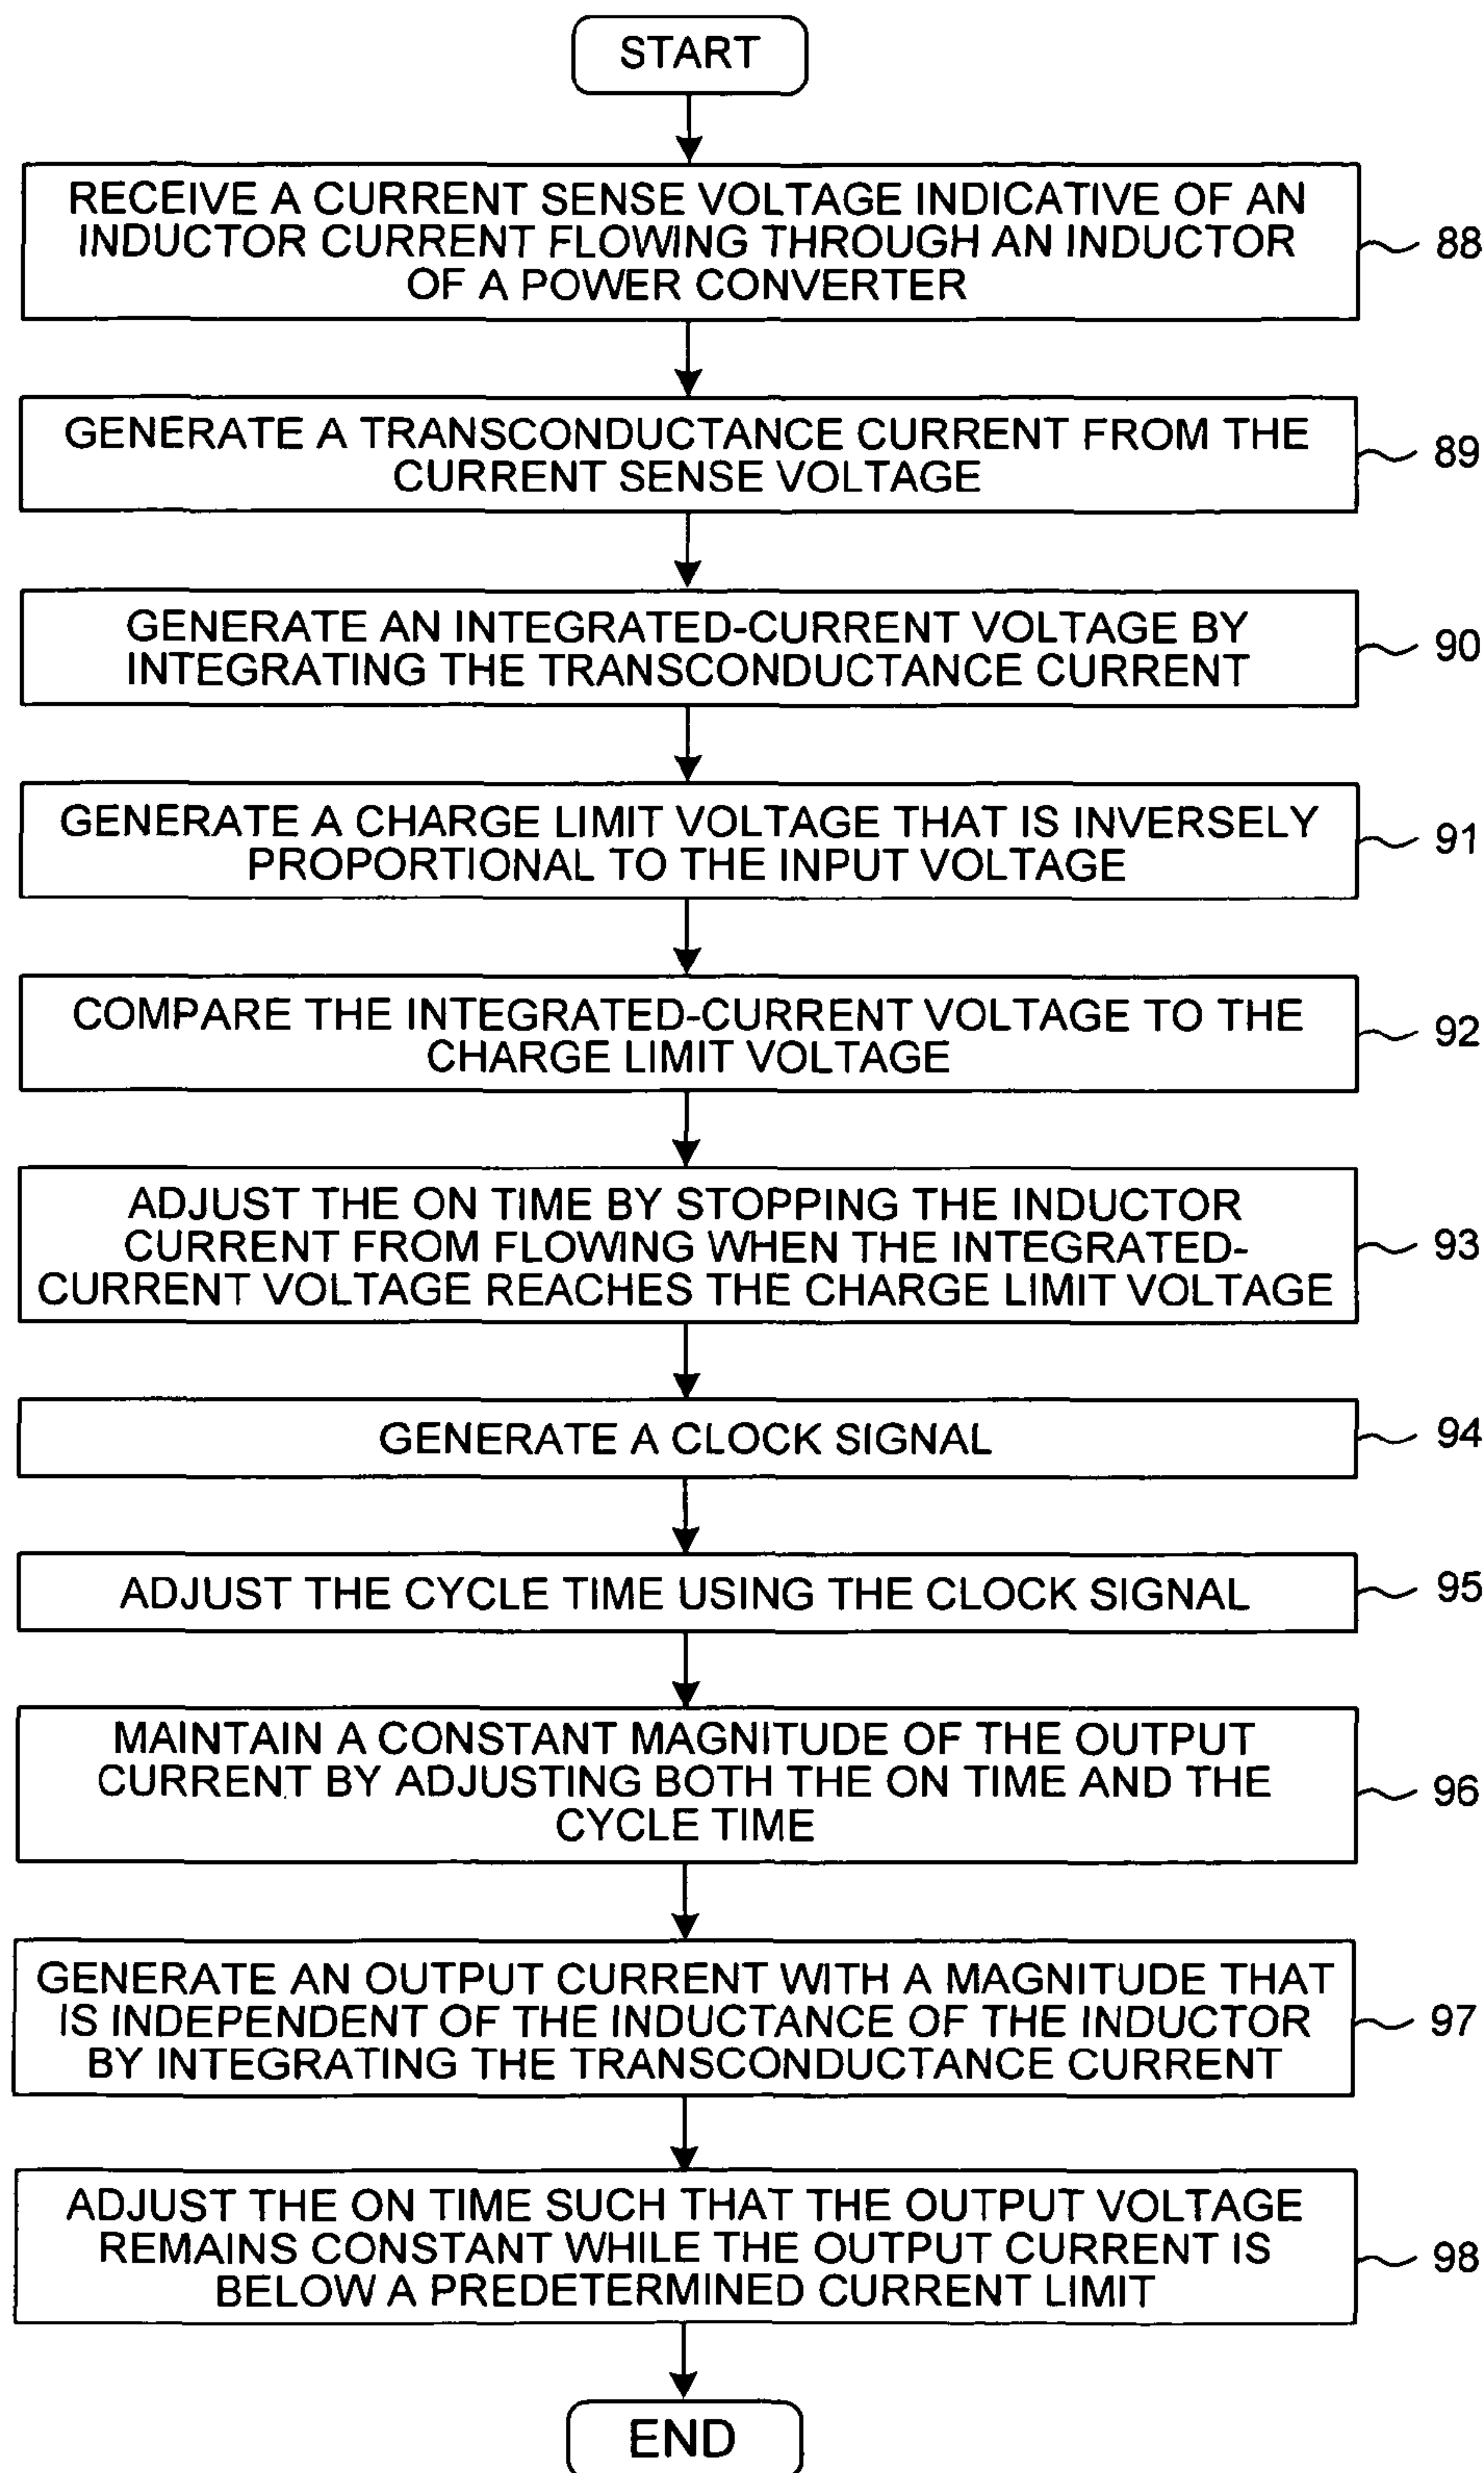 START
RECEIVE A CURRENT SENSE VOLTAGE INDICATIVE OF AN
INDUCTOR CURRENT FLOWING THROUGH AN INDUCTOR
OF A POWER CONVERTER
88
GENERATE A TRANSCONDUCTANCE CURRENT FROM THE
CURRENT SENSE VOLTAGE
89
GENERATE AN INTEGRATED-CURRENT VOLTAGE BY
INTEGRATING THE TRANSCONDUCTANCE CURRENT
90
GENERATE A CHARGE LIMIT VOLTAGE THAT IS INVERSELY
PROPORTIONAL TO THE INPUT VOLTAGE
91
COMPARE THE INTEGRATED-CURRENT VOLTAGE TO THE
CHARGE LIMIT VOLTAGE
92
ADJUST THE ON TIME BY STOPPING THE INDUCTOR
CURRENT FROM FLOWING WHEN THE INTEGRATED-
CURRENT VOLTAGE REACHES THE CHARGE LIMIT VOLTAGE
93
GENERATE A CLOCK SIGNAL
94
ADJUST THE CYCLE TIME USING THE CLOCK SIGNAL
95
MAINTAIN A CONSTANT MAGNITUDE OF THE OUTPUT
CURRENT BY ADJUSTING BOTH THE ON TIME AND THE
CYCLE TIME
96
GENERATE AN OUTPUT CURRENT WITH A MAGNITUDE THAT
IS INDEPENDENT OF THE INDUCTANCE OF THE INDUCTOR
BY INTEGRATING THE TRANSCONDUCTANCE CURRENT
97
ADJUST THE ON TIME SUCH THAT THE OUTPUT VOLTAGE
REMAINS CONSTANT WHILE THE OUTPUT CURRENT IS
BELOW A PREDETERMINED CURRENT LIMIT
98
END